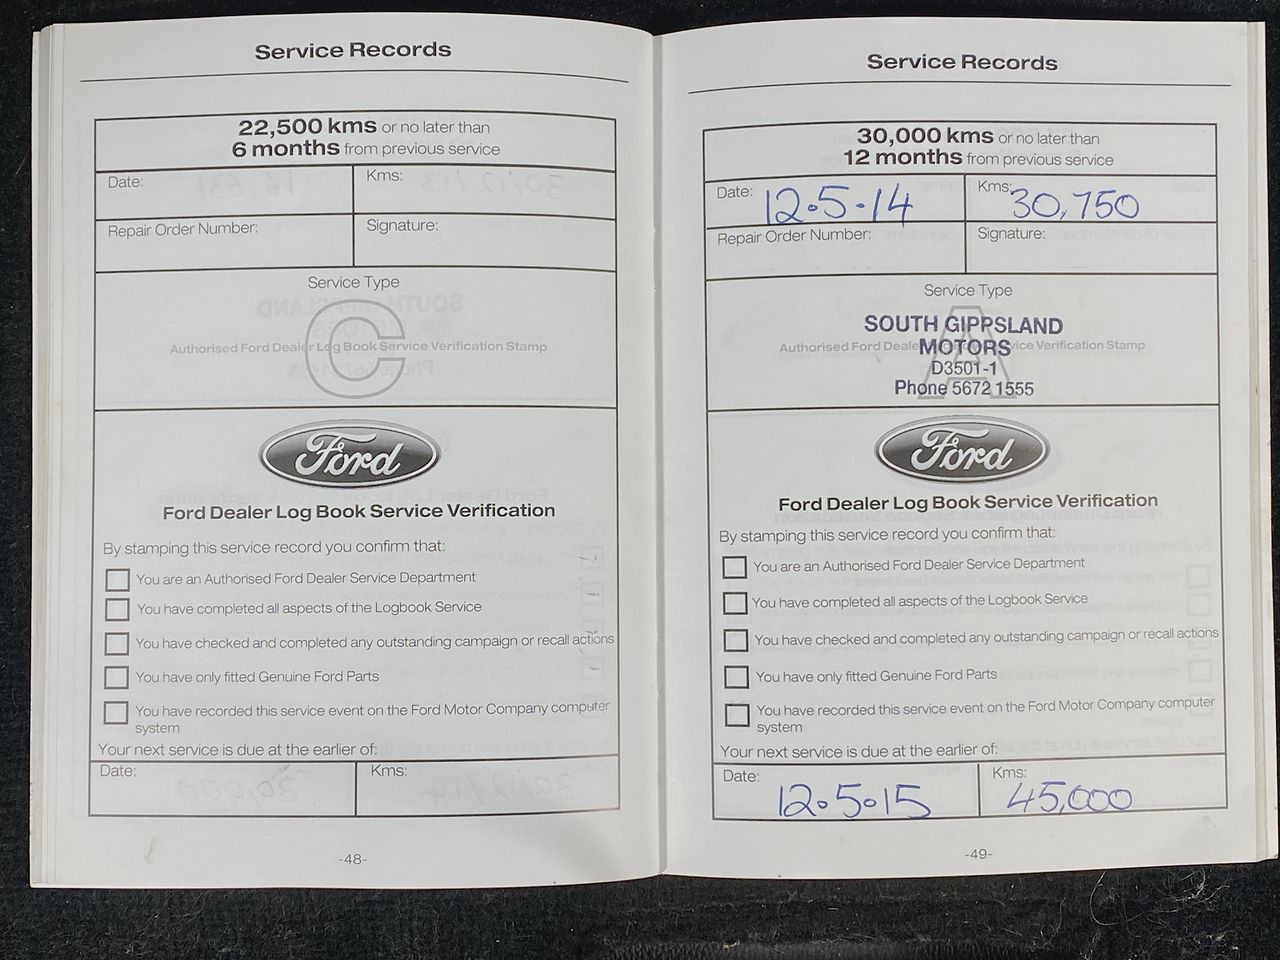 Service Records
22,500 kms or no later than
6 months from previous service
Date:
Kms:
Repair Order Number:
Signature:
Service Type
C
Authorised Ford Dealer Log Book Service Verification Stamp
Ford
Ford Dealer Log Book Service Verification
By stamping this service record you confirm that:
You are an Authorised Ford Dealer Service Department
You have completed all aspects of the Logbook Service
You have checked and completed any outstanding campaign or recall actions
You have only fitted Genuine Ford Parts
You have recorded this service event on the Ford Motor Company computer
system
Your next service is due at the earlier of:
Date:
Kms:
-48-
Service Records
30,000 kms or no later than
12 months from previous service
Date: 12.5.14
Kms: 30,750
Repair Order Number:
Signature:
Service Type
A
Authorised Ford Dealer Log Book Service Verification Stamp
SOUTH GIPPSLAND
MOTORS
D3501-1
Phone 5672 1555
Ford
Ford Dealer Log Book Service Verification
By stamping this service record you confirm that:
You are an Authorised Ford Dealer Service Department
You have completed all aspects of the Logbook Service
You have checked and completed any outstanding campaign or recall actions
You have only fitted Genuine Ford Parts
You have recorded this service event on the Ford Motor Company computer
system
Your next service is due at the earlier of:
Date: 12.5.15
Kms: 45,000
-49-